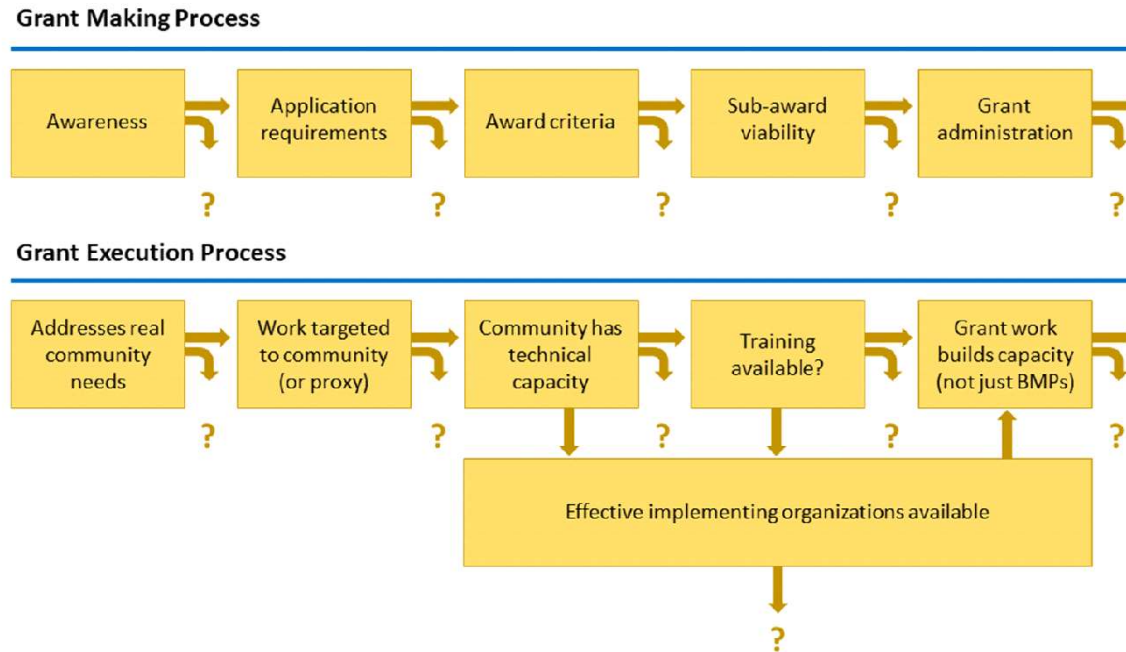 Grant Making Process
Awareness
Application
requirements
Award criteria
Sub-award
viability
Grant
administration
?
?
?
?
?
Grant Execution Process
Addresses real
community
needs
Work targeted
to community
(or proxy)
Community has
technical
capacity
Training
available?
Grant work
builds capacity
(not just BMPs)
?
?
?
?
?
Effective implementing organizations available
?